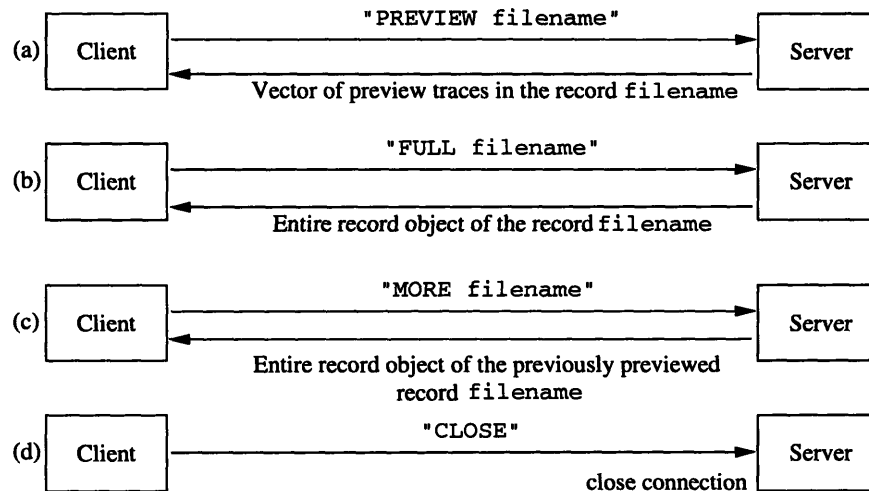 "PREVIEW filename"
(a) Client Server
Vector of preview traces in the record filename
"FULL filename"
(b) Client Server
Entire record object of the record filename
"MORE filename"
(c) Client Server
Entire record object of the previously previewed
record filename
"CLOSE"
(d) Client Server
close connection